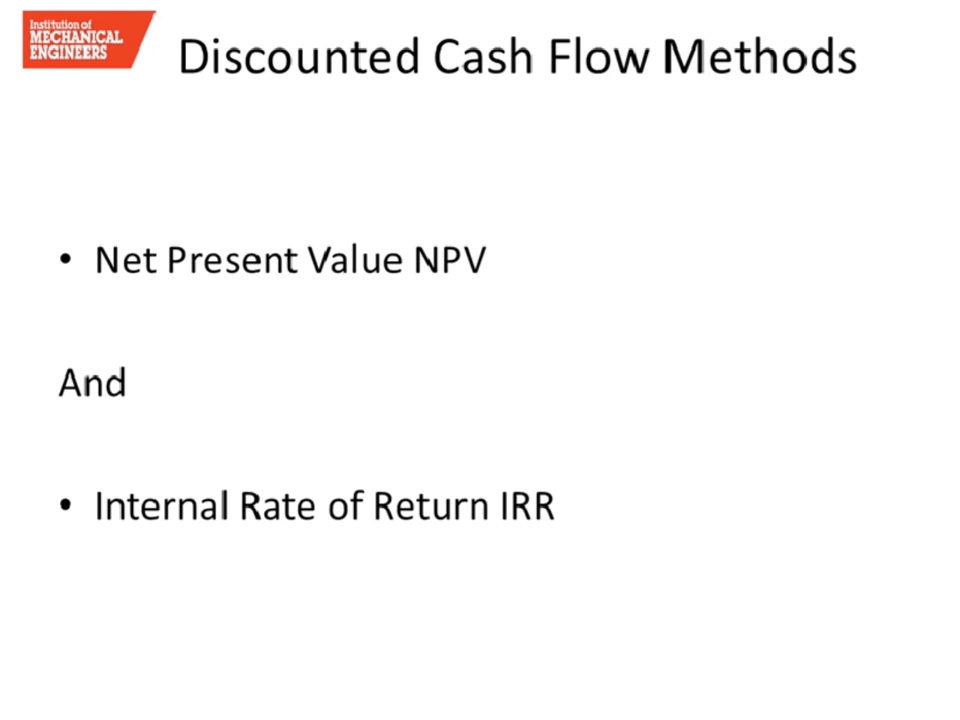 Institution of
MECHANICAL
ENGINEERS
Discounted Cash Flow Methods
• Net Present Value NPV
And
• Internal Rate of Return IRR